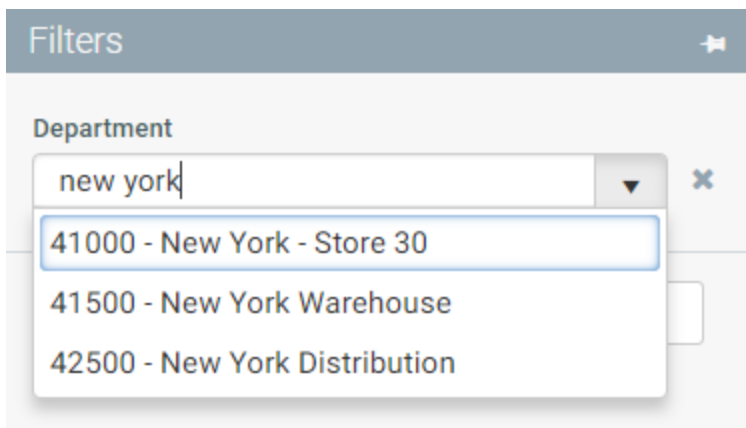 Filters
Department
new york
41000 - New York - Store 30
41500 - New York Warehouse
42500 - New York Distribution